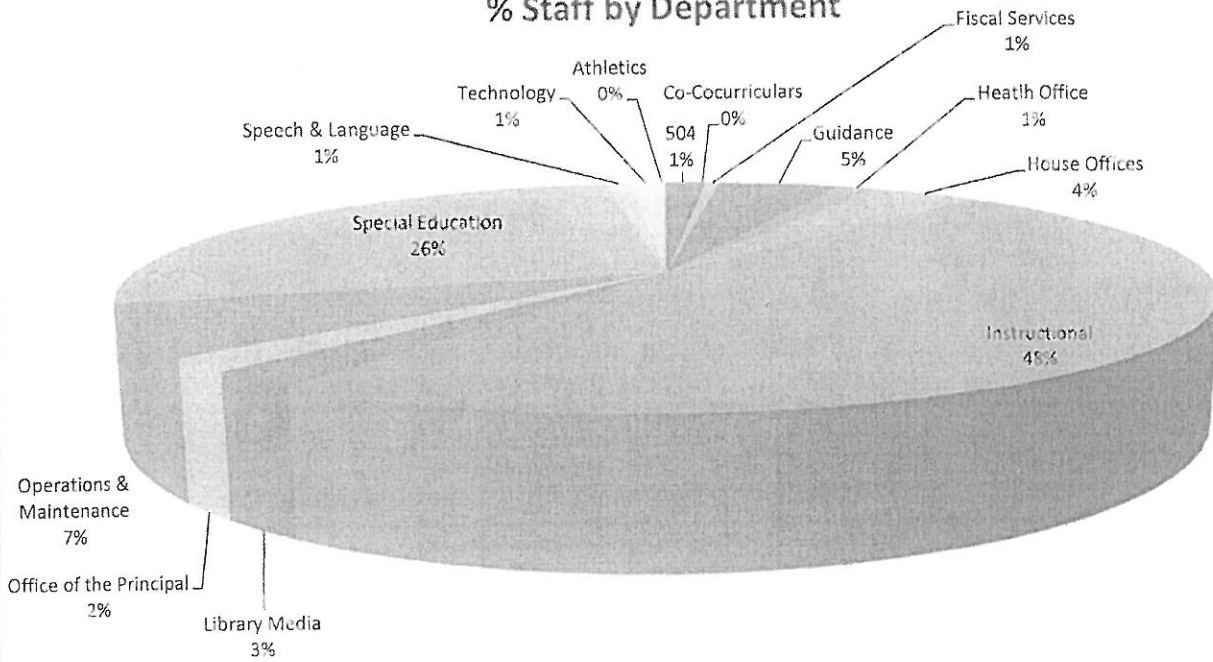 % Staff by Department
Fiscal Services
1%
Athletics
0%
Technology
1%
Co-Cocurriculars
0%
Heatlh Office
1%
Speech & Language
1%
504
1%
Guidance
5%
House Offices
4%
Special Education
26%
Instructional
48%
Operations &
Maintenance
7%
Office of the Principal
2%
Library Media
3%